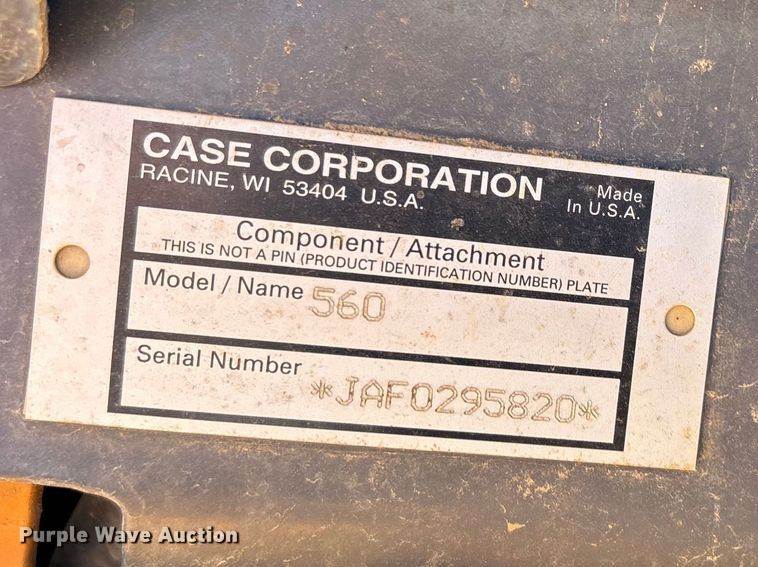 CASE CORPORATION
RACINE, WI 53404 U.S.A.
Made
In U.S.A.
Component / Attachment
THIS IS NOT A PIN (PRODUCT IDENTIFICATION NUMBER) PLATE
Model / Name 560
Serial Number
*JAF0295820*
Purple Wave Auction